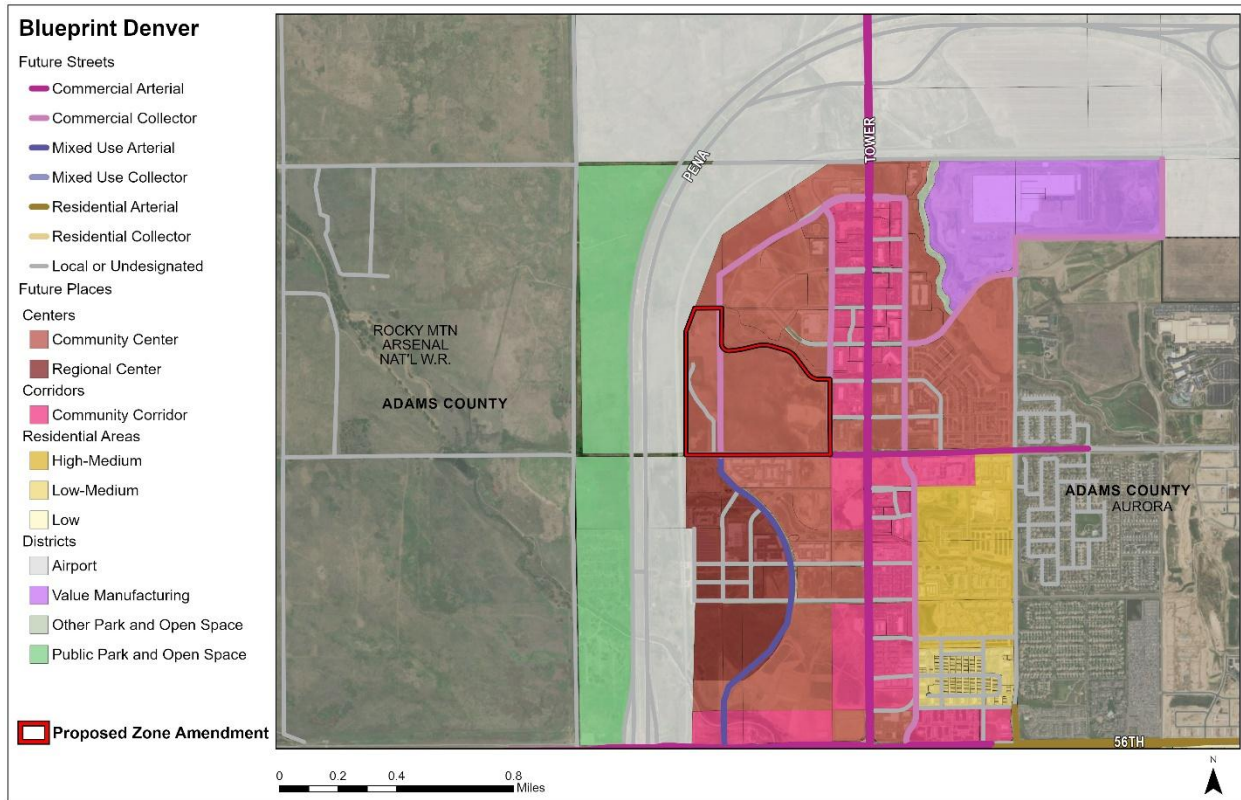 Blueprint Denver
Future Streets
Commercial Arterial
Commercial Collector
Mixed Use Arterial
Mixed Use Collector
Residential Arterial
Residential Collector
Local or Undesignated
Future Places
Centers
Community Center
Regional Center
Corridors
Community Corridor
Residential Areas
High-Medium
Low-Medium
Low
Districts
Airport
Value Manufacturing
Other Park and Open Space
Public Park and Open Space
Proposed Zone Amendment
PENA
TOWER
ROCKY MTN
ARSENAL
NAT'L W.R.
ADAMS COUNTY
ADAMS COUNTY
AURORA
56TH
0 0.2 0.4 0.8
Miles
N